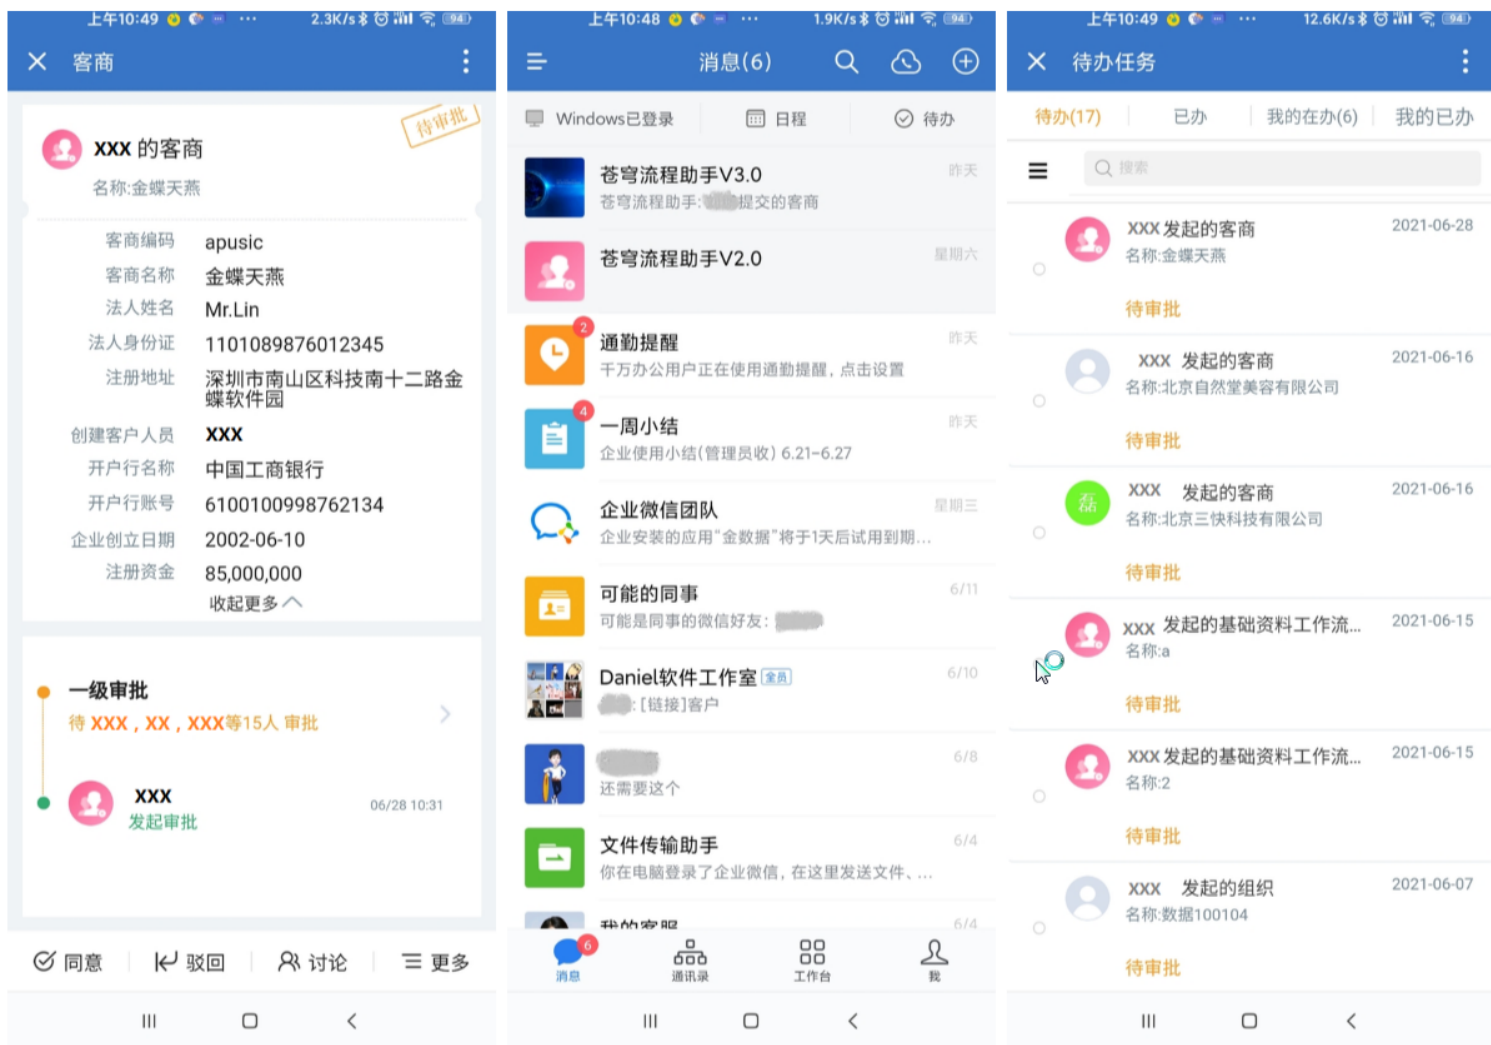 上午10:49
2.3K/s
94
客商
待审批
XXX 的客商
名称:金蝶天燕
客商编码 apusic
客商名称 金蝶天燕
法人姓名 Mr.Lin
法人身份证 1101089876012345
注册地址 深圳市南山区科技南十二路金
蝶软件园
创建客户人员 XXX
开户行名称 中国工商银行
开户行账号 6100100998762134
企业创立日期 2002-06-10
注册资金 85,000,000
收起更多
一级审批
待 XXX , XX , XXX等15人 审批
XXX
06/28 10:31
发起审批
同意 驳回 讨论 更多
上午10:48
1.9K/s
94
消息(6)
Windows已登录 日程 待办
苍穹流程助手V3.0 昨天
苍穹流程助手: 提交的客商
苍穹流程助手V2.0 星期六
2
通勤提醒 昨天
千万办公用户正在使用通勤提醒，点击设置
4
一周小结 昨天
企业使用小结(管理员收) 6.21-6.27
企业微信团队 星期三
企业安装的应用“金数据”将于1天后试用到期...
可能的同事 6/11
可能是同事的微信好友:
Daniel软件工作室 全员 6/10
: [链接]客户
6/8
还需要这个
文件传输助手 6/4
你在电脑登录了企业微信，在这里发送文件、...
我的客服 6/4
6
消息 通讯录 工作台 我
上午10:49
12.6K/s
94
待办任务
待办(17) 已办 我的在办(6) 我的已办
搜索
XXX 发起的客商 2021-06-28
名称:金蝶天燕
待审批
XXX 发起的客商 2021-06-16
名称:北京自然堂美容有限公司
待审批
磊
XXX 发起的客商 2021-06-16
名称:北京三快科技有限公司
待审批
XXX 发起的基础资料工作流... 2021-06-15
名称:a
待审批
XXX 发起的基础资料工作流... 2021-06-15
名称:2
待审批
XXX 发起的组织 2021-06-07
名称:数据100104
待审批